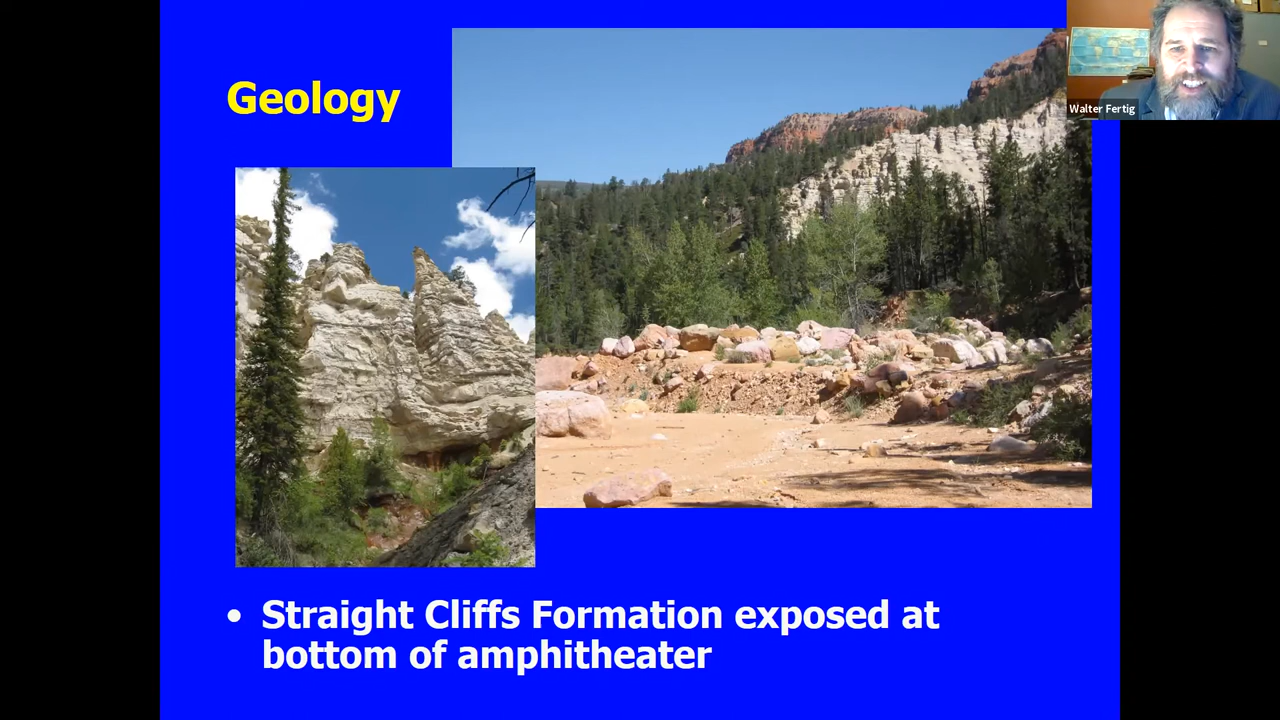 Geology
Walter Fertig
• Straight Cliffs Formation exposed at
bottom of amphitheater